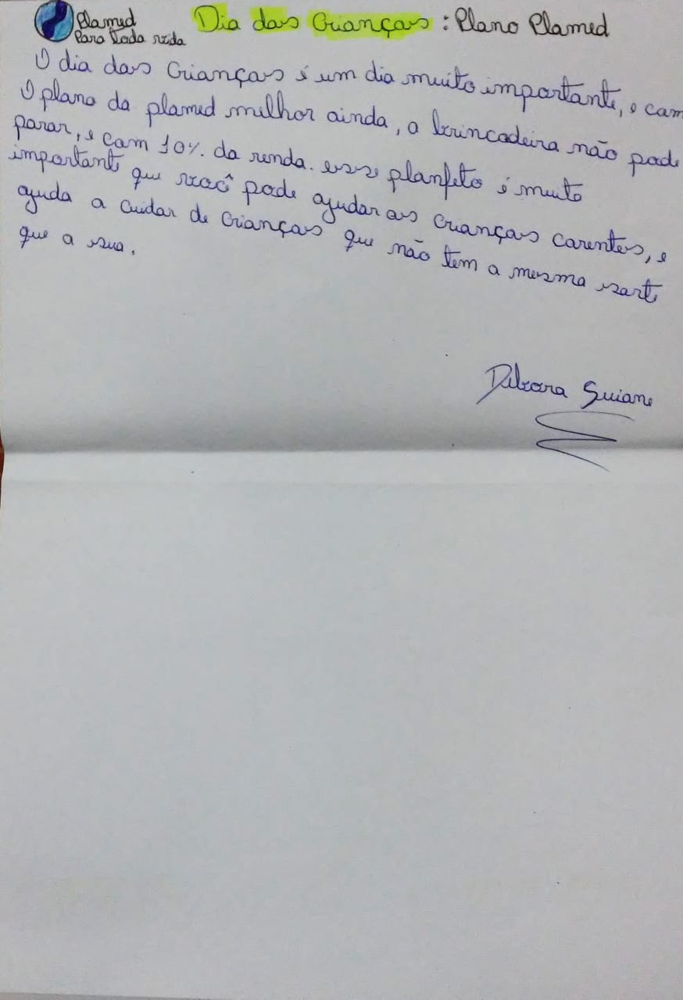 Plamed
Para toda vida
Dia das Crianças: Plano Plamed
O dia das Crianças é um dia muito importante, e com
O plano da plamed milhor ainda, a brincadeira não pode
parar, e com 10% da renda. esse planfeto é muito
importante que você pode ajudar as crianças carentes, e
ajuda a cuidar de crianças que não tem a mesma sorte
que a sua.
Debora Suiane